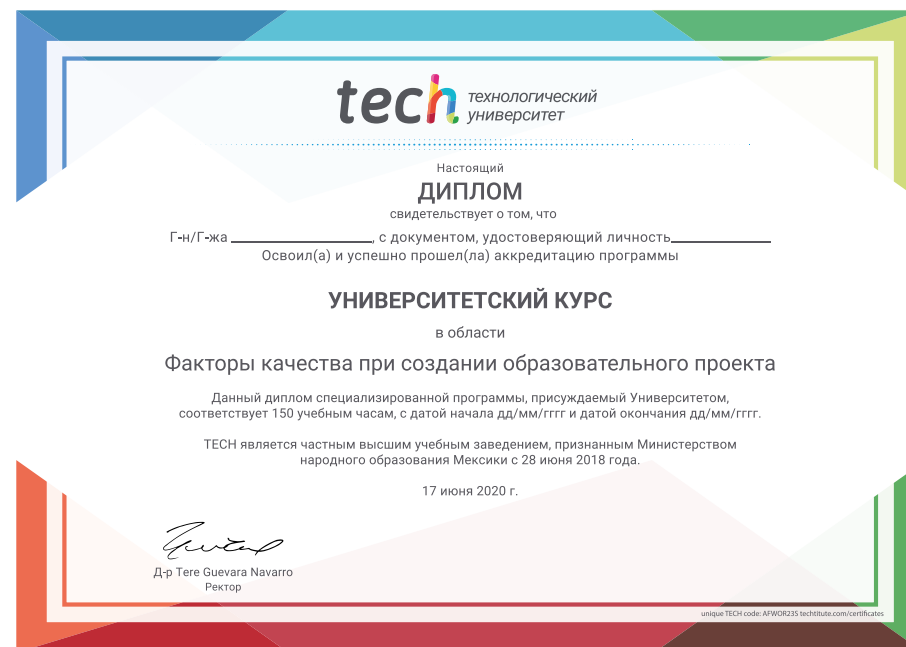 tech технологический
университет
Настоящий
ДИПЛОМ
свидетельствует о том, что
Г-н/Г-жа ____________________, с документом, удостоверяющий личность______________
Освоил(а) и успешно прошел(ла) аккредитацию программы
УНИВЕРСИТЕТСКИЙ КУРС
в области
Факторы качества при создании образовательного проекта
Данный диплом специализированной программы, присуждаемый Университетом,
соответствует 150 учебным часам, с датой начала дд/мм/гггг и датой окончания дд/мм/гггг.
TECH является частным высшим учебным заведением, признанным Министерством
народного образования Мексики с 28 июня 2018 года.
17 июня 2020 г.
Д-р Tere Guevara Navarro
Ректор
unique TECH code: AFWOR23S techtitute.com/certificates